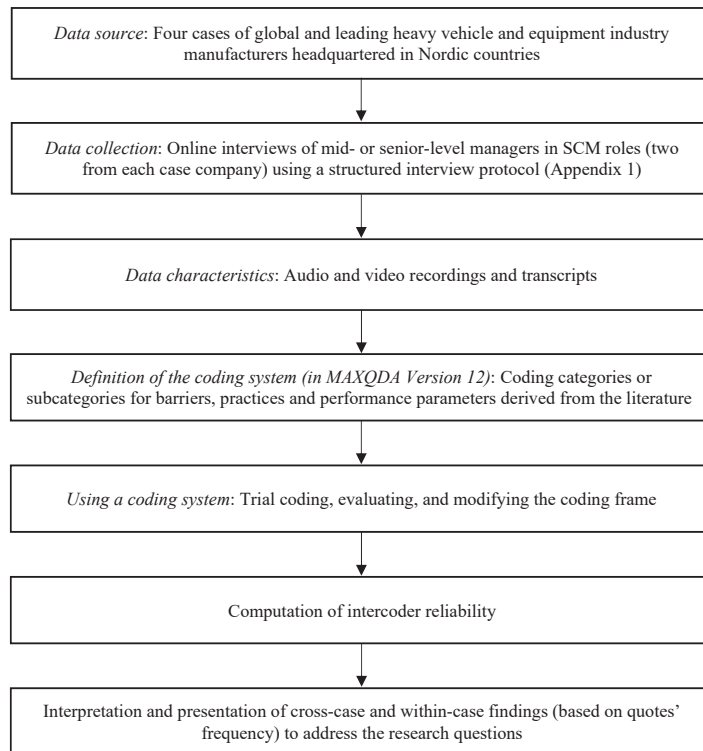 Data source: Four cases of global and leading heavy vehicle and equipment industry
manufacturers headquartered in Nordic countries
Data collection: Online interviews of mid- or senior-level managers in SCM roles (two
from each case company) using a structured interview protocol (Appendix 1)
Data characteristics: Audio and video recordings and transcripts
Definition of the coding system (in MAXQDA Version 12): Coding categories or
subcategories for barriers, practices and performance parameters derived from the literature
Using a coding system: Trial coding, evaluating, and modifying the coding frame
Computation of intercoder reliability
Interpretation and presentation of cross-case and within-case findings (based on quotes’
frequency) to address the research questions